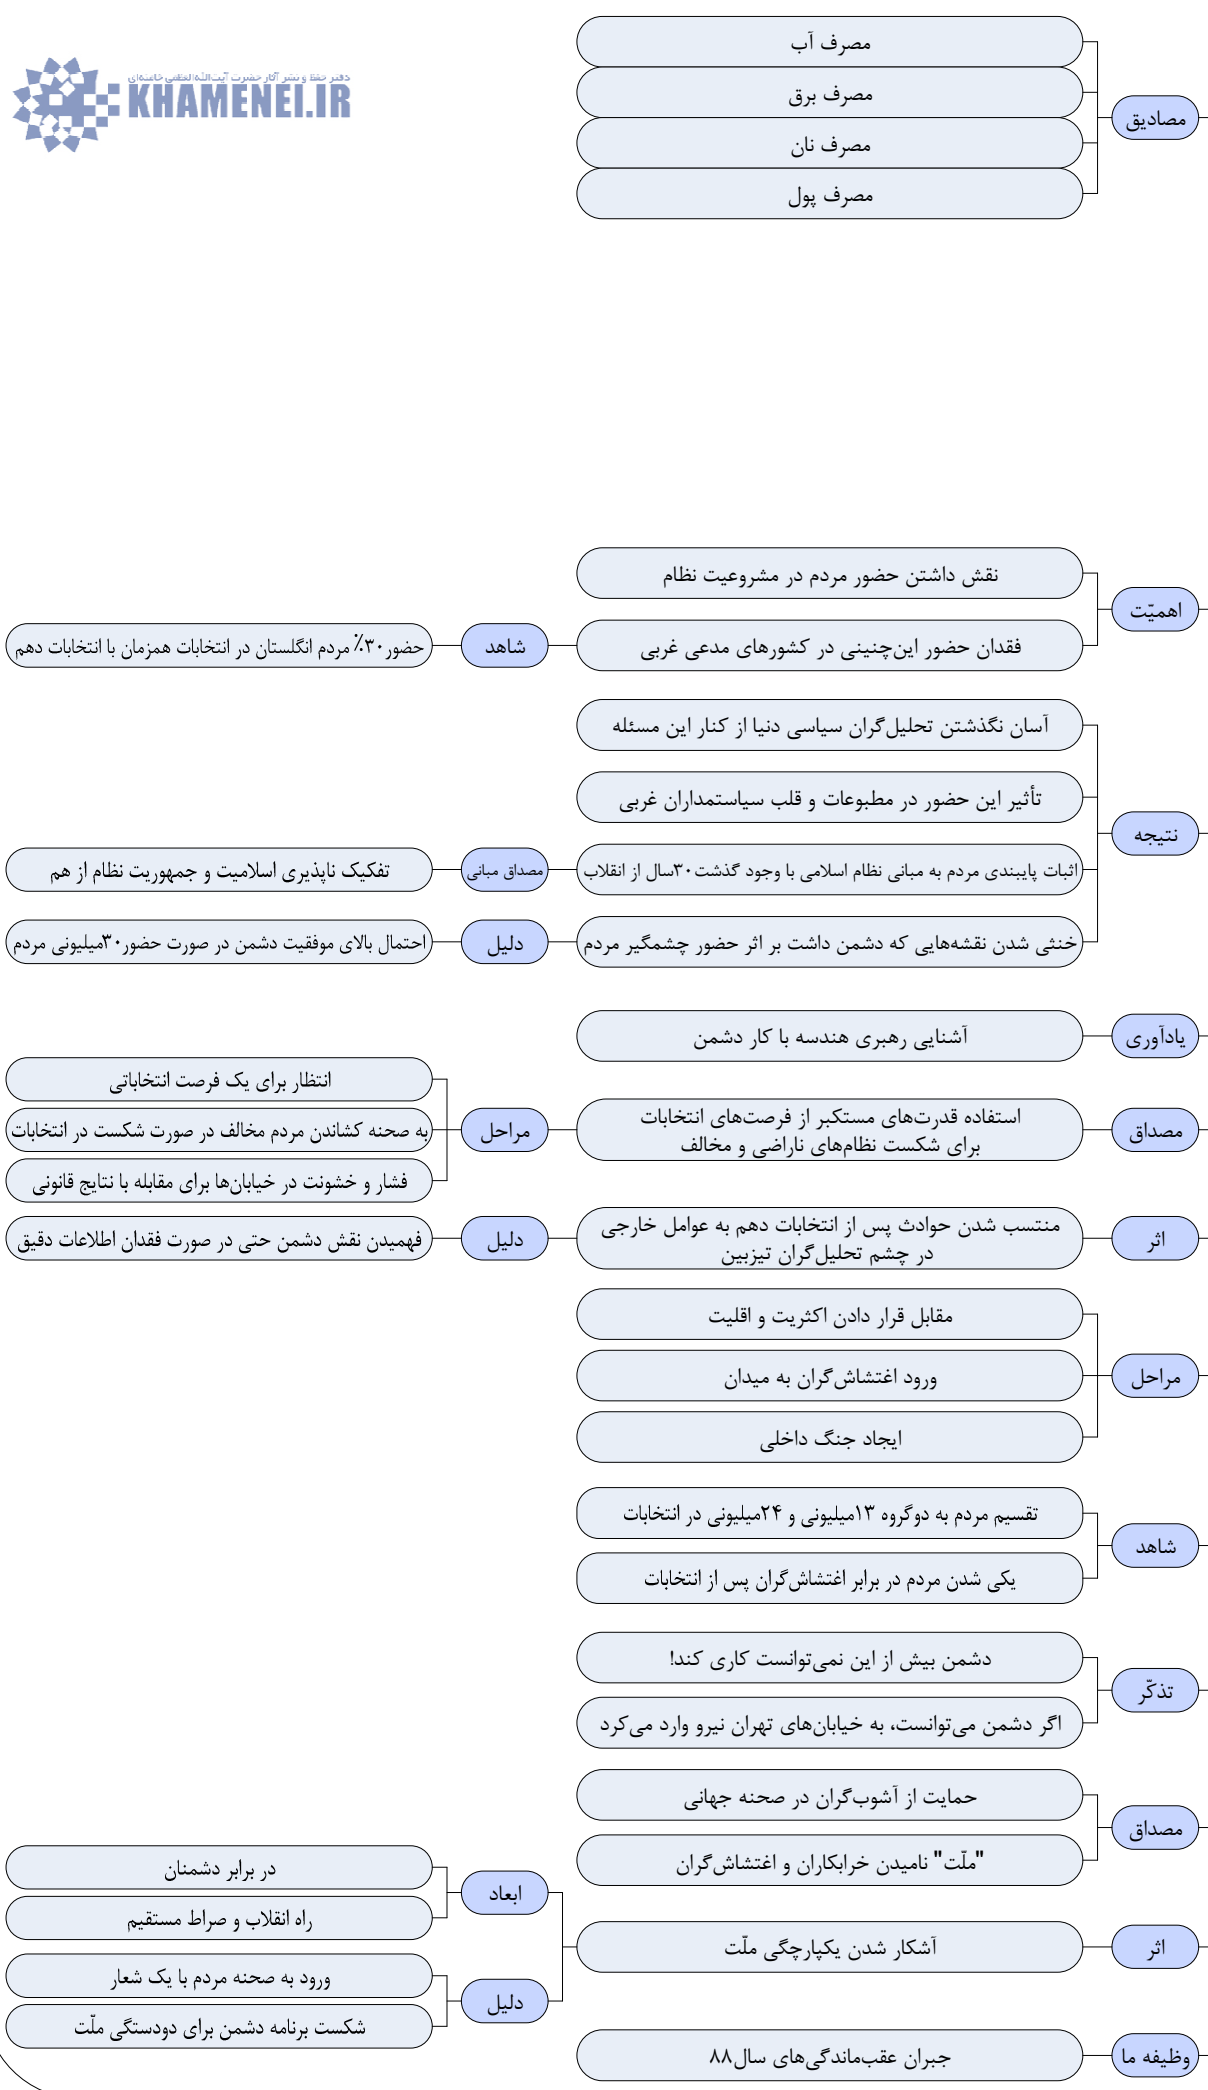 دفتر حفظ و نشر آثار حضرت آیت‌الله‌العظمی خامنه‌ای
KHAMENEI.IR
مصادیق
مصرف آب
مصرف برق
مصرف نان
مصرف پول
اهمیّت
نقش داشتن حضور مردم در مشروعیت نظام
فقدان حضور این‌چنینی در کشورهای مدعی غربی
شاهد
حضور۳۰٪ مردم انگلستان در انتخابات همزمان با انتخابات دهم
نتیجه
آسان نگذشتن تحلیل‌گران سیاسی دنیا از کنار این مسئله
تأثیر این حضور در مطبوعات و قلب سیاستمداران غربی
اثبات پایبندی مردم به مبانی نظام اسلامی با وجود گذشت۳۰سال از انقلاب
مصداق مبانی
تفکیک ناپذیری اسلامیت و جمهوریت نظام از هم
خنثی شدن نقشه‌هایی که دشمن داشت بر اثر حضور چشمگیر مردم
دلیل
احتمال بالای موفقیت دشمن در صورت حضور۳۰میلیونی مردم
یادآوری
آشنایی رهبری هندسه با کار دشمن
مصداق
استفاده قدرت‌های مستکبر از فرصت‌های انتخابات
برای شکست نظام‌های ناراضی و مخالف
مراحل
انتظار برای یک فرصت انتخاباتی
به صحنه کشاندن مردم مخالف در صورت شکست در انتخابات
فشار و خشونت در خیابان‌ها برای مقابله با نتایج قانونی
اثر
منتسب شدن حوادث پس از انتخابات دهم به عوامل خارجی
در چشم تحلیل‌گران تیزبین
دلیل
فهمیدن نقش دشمن حتی در صورت فقدان اطلاعات دقیق
مراحل
مقابل قرار دادن اکثریت و اقلیت
ورود اغتشاش‌گران به میدان
ایجاد جنگ داخلی
شاهد
تقسیم مردم به دوگروه ۱۳میلیونی و ۲۴میلیونی در انتخابات
یکی شدن مردم در برابر اغتشاش‌گران پس از انتخابات
تذکّر
دشمن بیش از این نمی‌توانست کاری کند!
اگر دشمن می‌توانست، به خیابان‌های تهران نیرو وارد می‌کرد
مصداق
حمایت از آشوب‌گران در صحنه جهانی
"ملّت" نامیدن خرابکاران و اغتشاش‌گران
اثر
آشکار شدن یکپارچگی ملّت
ابعاد
در برابر دشمنان
راه انقلاب و صراط مستقیم
دلیل
ورود به صحنه مردم با یک شعار
شکست برنامه دشمن برای دودستگی ملّت
وظیفه ما
جبران عقب‌ماندگی‌های سال۸۸